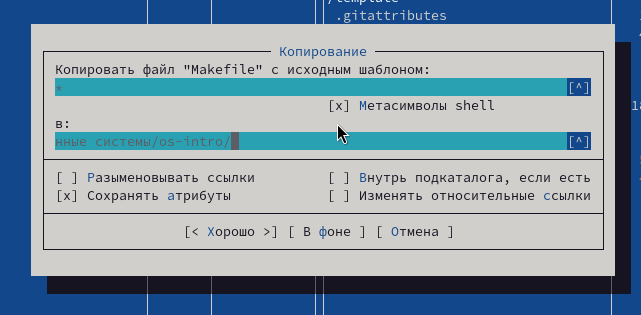 /template
.gitattributes
Копирование
Копировать файл "Makefile" с исходным шаблоном:
* [^]
[x] Метасимволы shell
в:
нные системы/os-intro/ [^]
[ ] Разыменовывать ссылки [ ] Внутрь подкаталога, если есть
[x] Сохранять атрибуты [ ] Изменять относительные ссылки
[< Хорошо >] [ В фоне ] [ Отмена ]